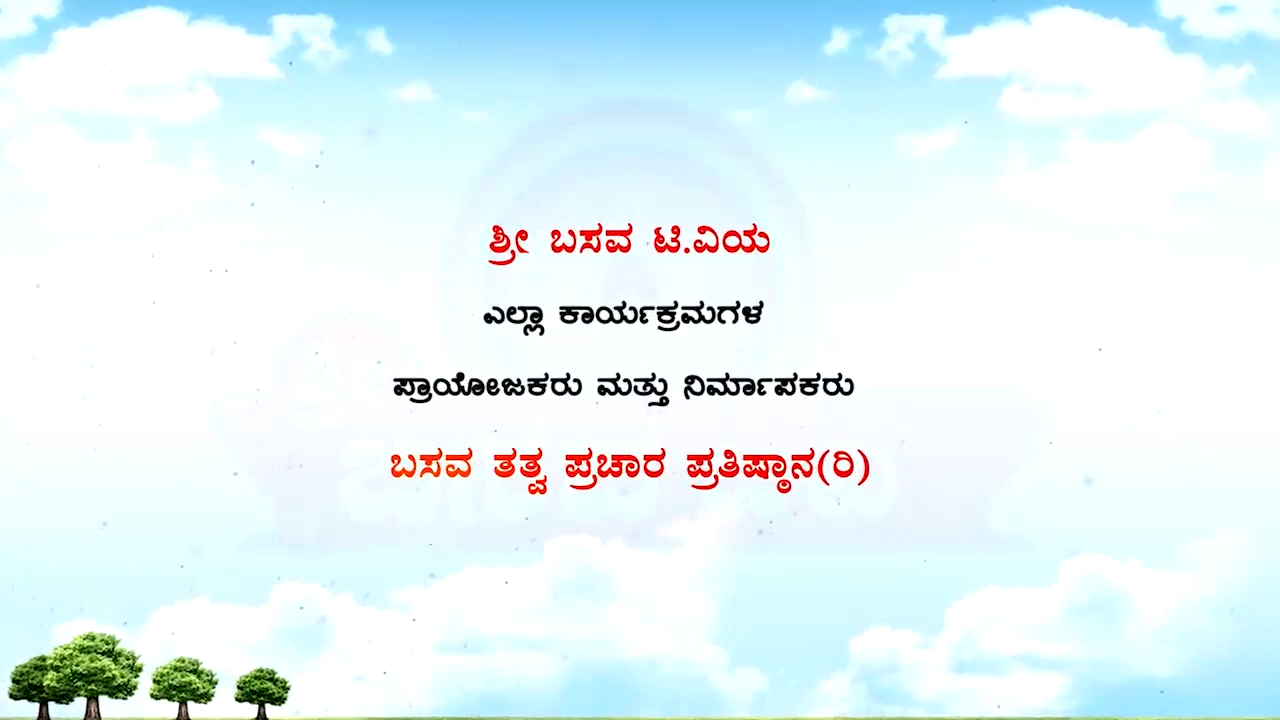 ಶ್ರೀ ಬಸವ ಟಿ.ವಿಯ
ಎಲ್ಲಾ ಕಾರ್ಯಕ್ರಮಗಳ
ಪ್ರಾಯೋಜಕರು ಮತ್ತು ನಿರ್ಮಾಪಕರು
ಬಸವ ತತ್ವ ಪ್ರಚಾರ ಪ್ರತಿಷ್ಠಾನ(ರಿ)